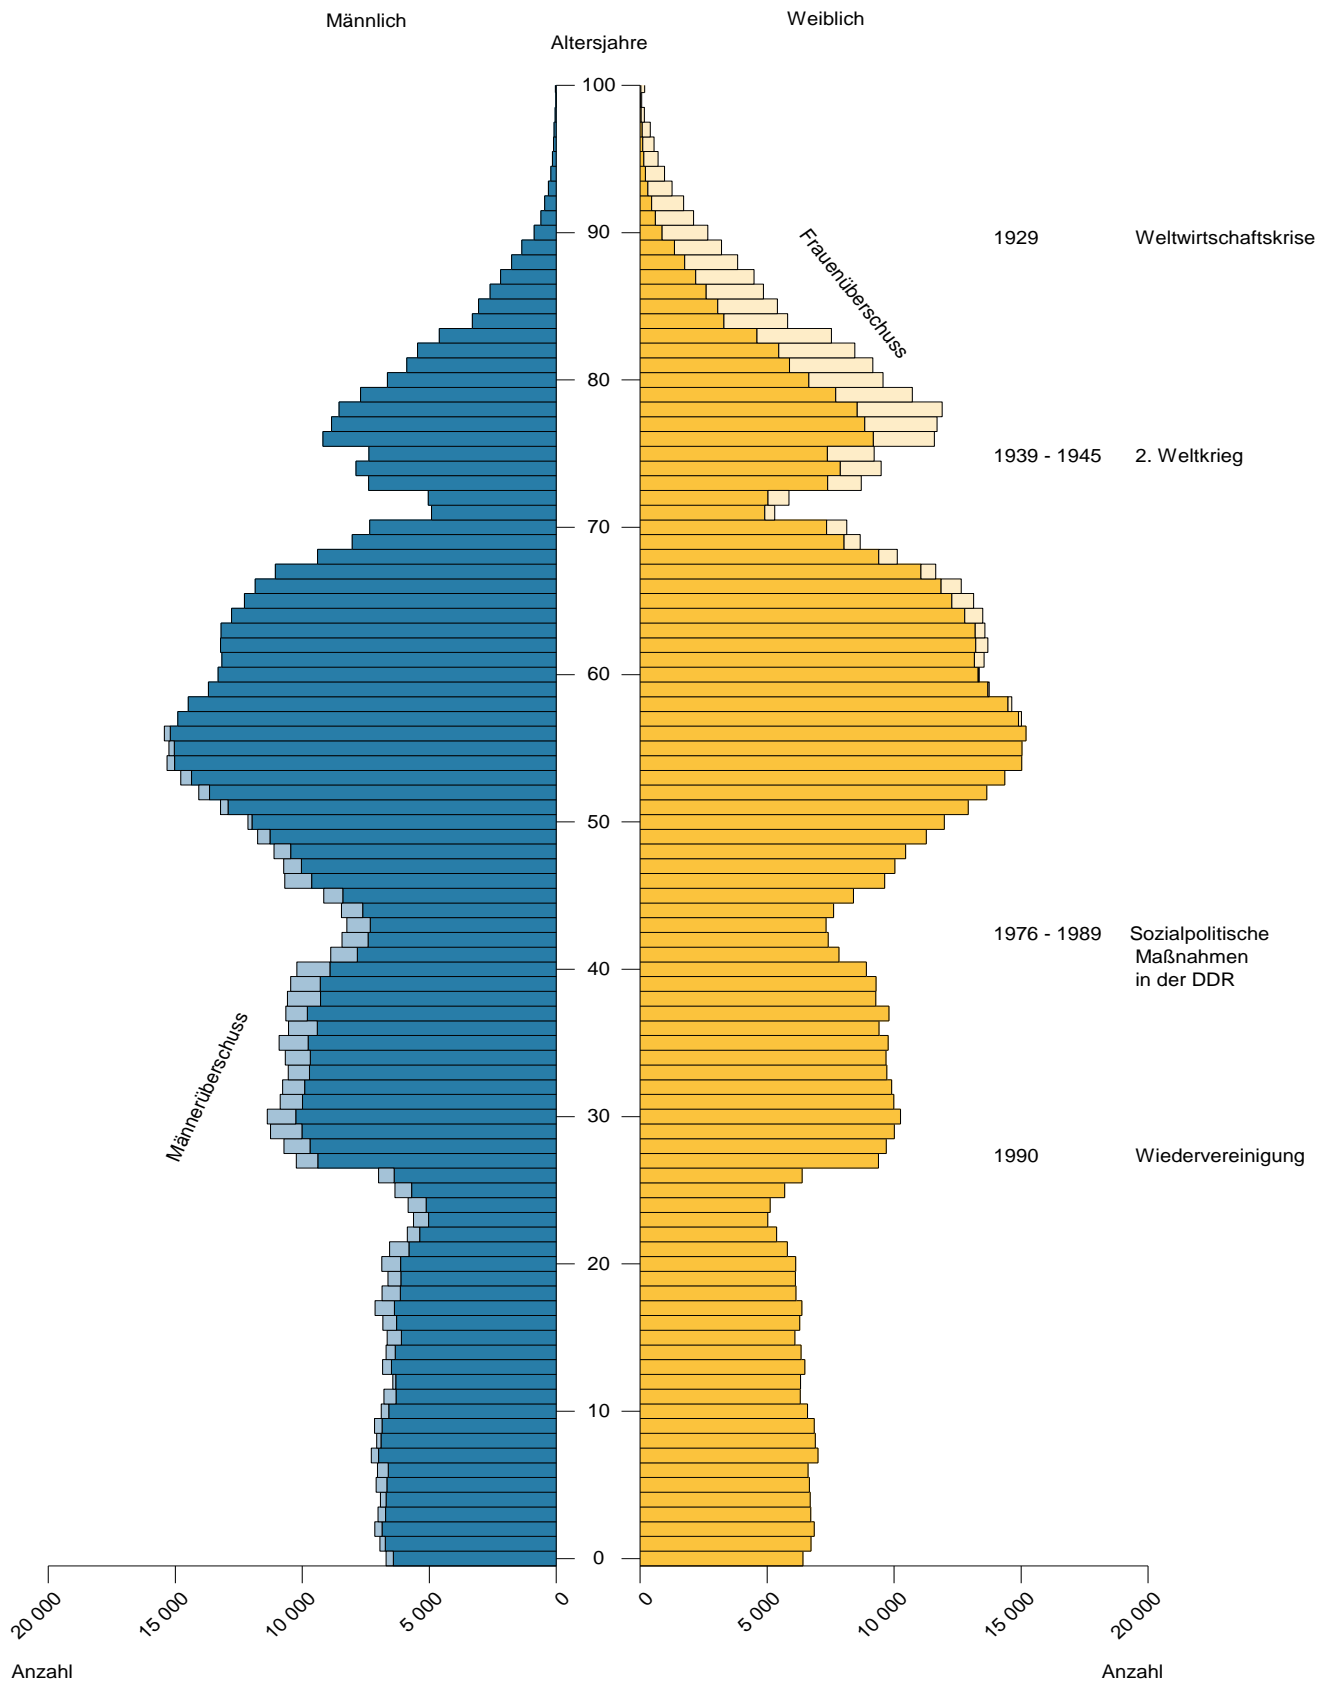 Männlich
Weiblich
Altersjahre
100
90
1929 Weltwirtschaftskrise
Frauenüberschuss
80
1939 - 1945 2. Weltkrieg
70
60
50
1976 - 1989 Sozialpolitische
Maßnahmen
in der DDR
40
Männerüberschuss
30
1990 Wiedervereinigung
20
10
0
20 000 15 000 10 000 5 000 0 0 5 000 10 000 15 000 20 000
Anzahl Anzahl